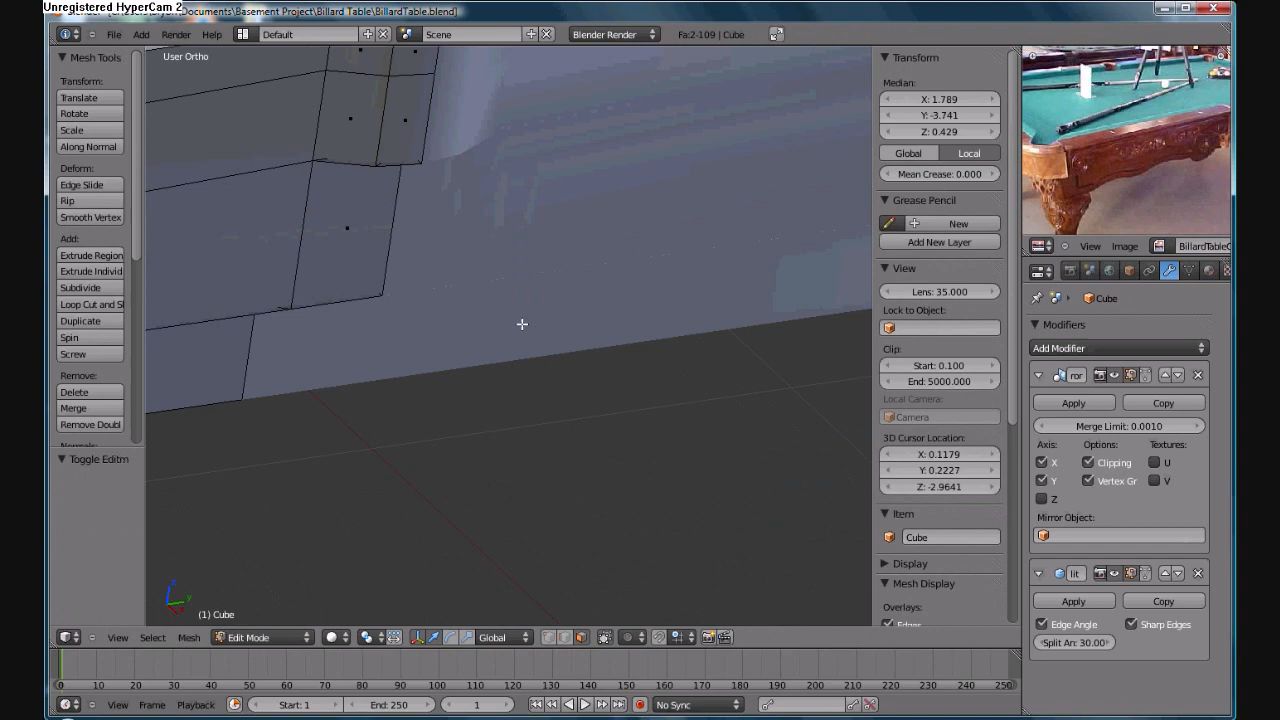 Unregistered HyperCam 2
Documents\Basement Project\Billard Table\BillardTable.blend]
File Add Render Help Default Scene Blender Render Fa:2-109 | Cube
Mesh Tools
Transform:
Translate
Rotate
Scale
Along Normal
Deform:
Edge Slide
Rip
Smooth Vertex
Add:
Extrude Region
Extrude Individ
Subdivide
Loop Cut and Sl
Duplicate
Spin
Screw
Remove:
Delete
Merge
Remove Doubl
Toggle Editm
User Ortho
(1) Cube
Transform
Median:
X: 1.789
Y: -3.741
Z: 0.429
Global Local
Mean Crease: 0.000
Grease Pencil
New
Add New Layer
View
Lens: 35.000
Lock to Object:
Clip:
Start: 0.100
End: 5000.000
Local Camera:
Camera
3D Cursor Location:
X: 0.1179
Y: 0.2227
Z: -2.9641
Item
Cube
Display
Mesh Display
Overlays:
View Image BillardTable
Cube
Modifiers
Add Modifier
ror
Apply Copy
Merge Limit: 0.0010
Axis: Options: Textures:
X Clipping U
Y Vertex Gr V
Z
Mirror Object:
lit
Apply Copy
Edge Angle Sharp Edges
Split An: 30.00
View Select Mesh Edit Mode Global
0 10 20 30 40 50 60 70 80 90 100 110 120 130 140 150 160 170 180 190 200 210 220 230 240 250
View Frame Playback Start: 1 End: 250 1 No Sync